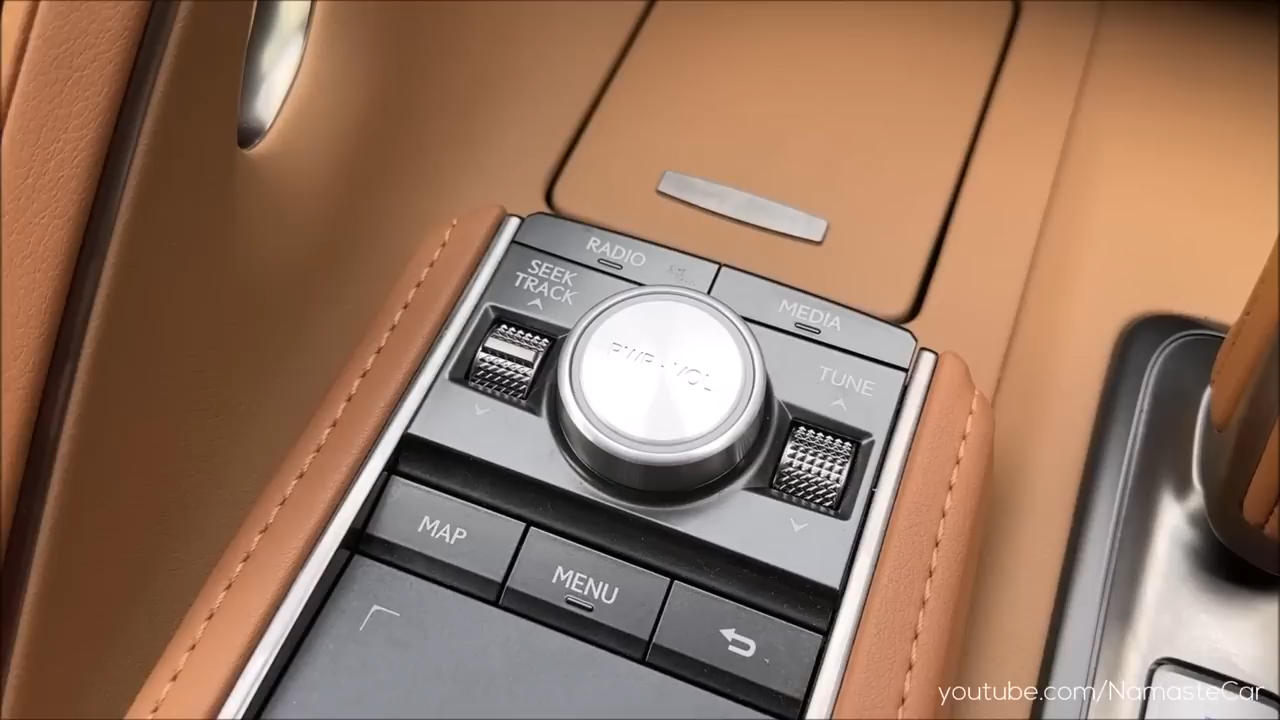 RADIO
MEDIA
SEEK
TRACK
TUNE
PWR•VOL
MAP
MENU
youtube.com/NamasteCar